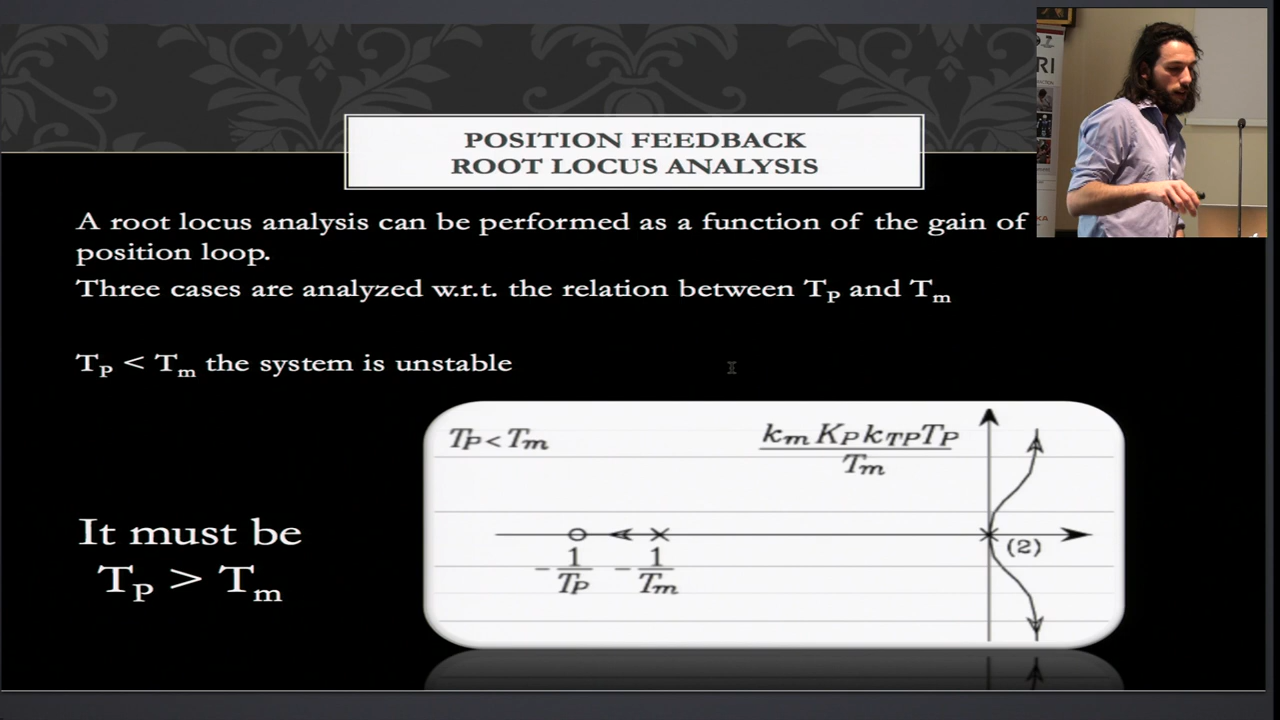 POSITION FEEDBACK
ROOT LOCUS ANALYSIS
A root locus analysis can be performed as a function of the gain of
position loop.
Three cases are analyzed w.r.t. the relation between T_P and T_m
T_P < T_m the system is unstable
It must be
T_P > T_m
T_P < T_m
k_m K_P k_TP T_P
T_m
(2)
- 1/T_P - 1/T_m
RI